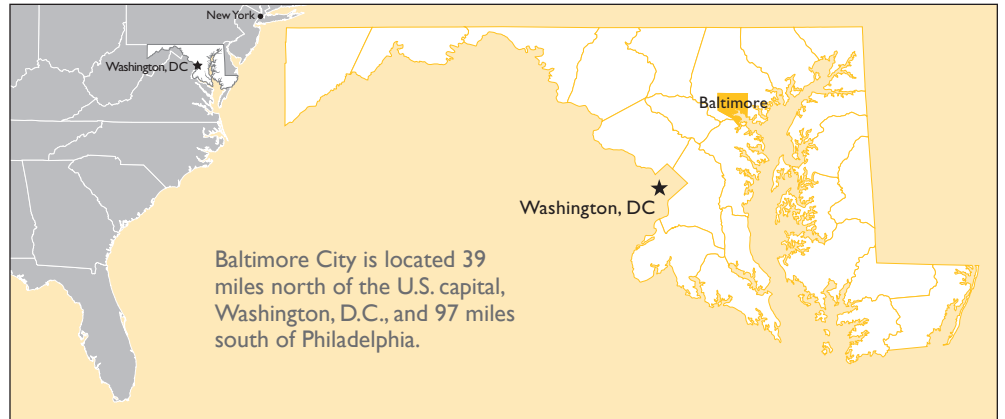 New York
Washington, DC
Baltimore
Washington, DC
Baltimore City is located 39
miles north of the U.S. capital,
Washington, D.C., and 97 miles
south of Philadelphia.